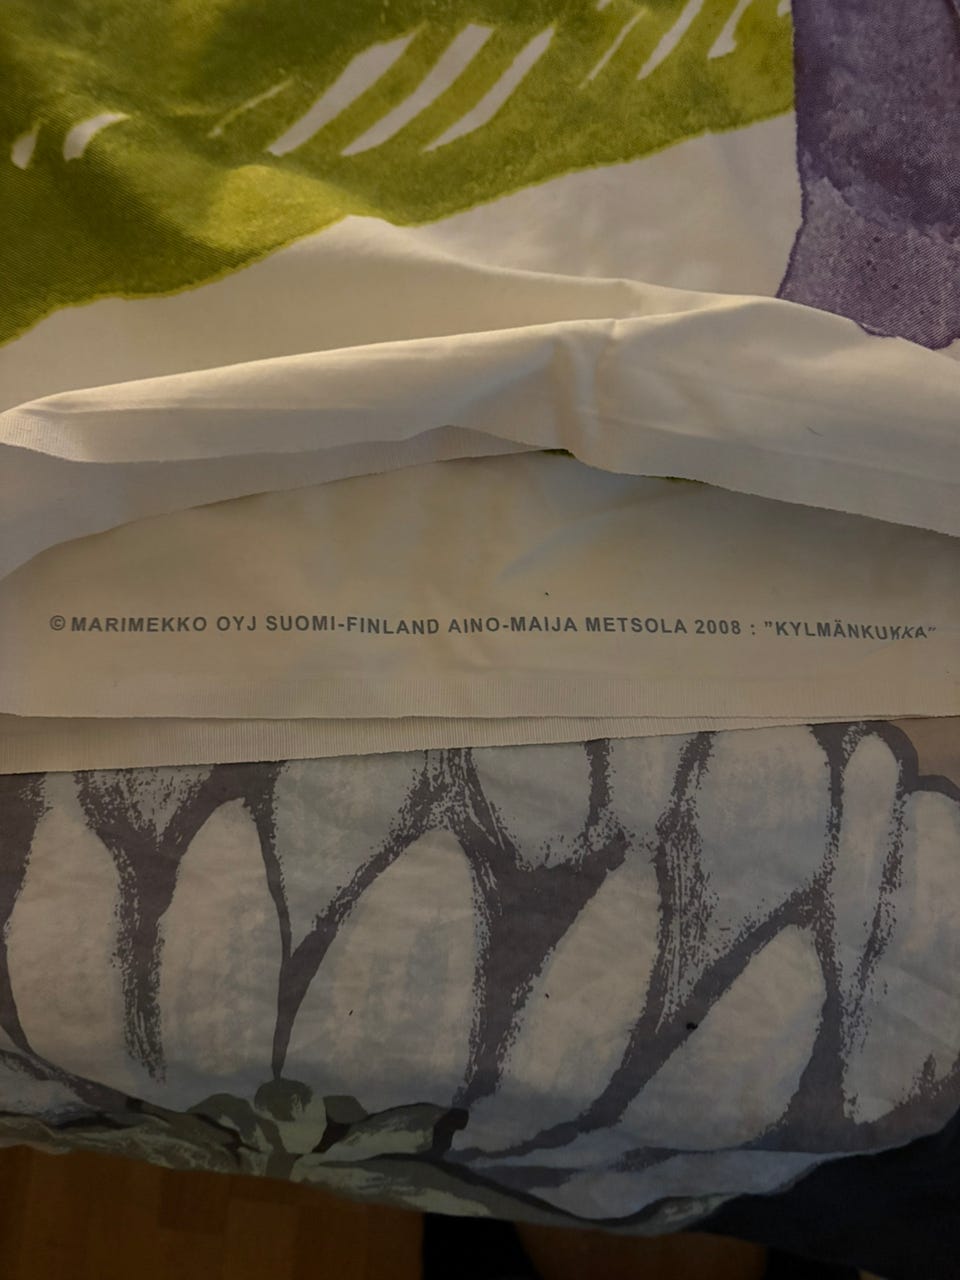 © MARIMEKKO OYJ SUOMI-FINLAND AINO-MAIJA METSOLA 2008 : ”KYLMÄNKUKKA”